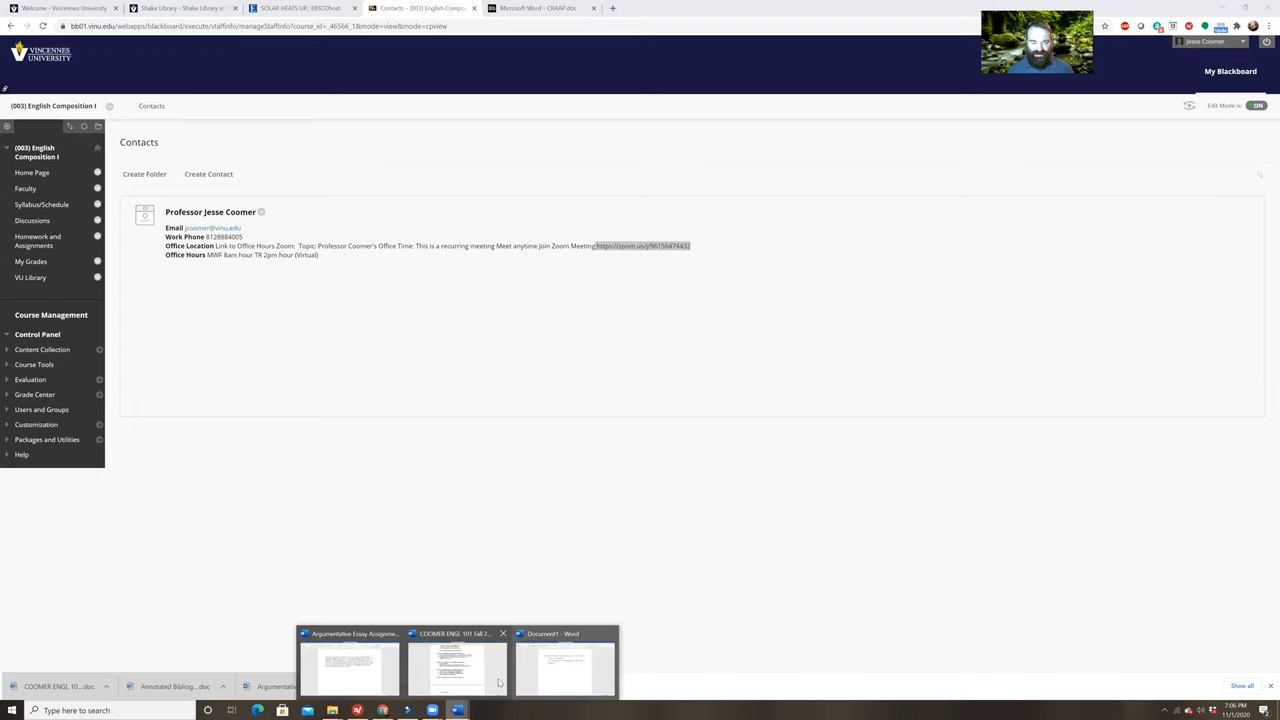 Welcome - Vincennes University
Shake Library - Shake Library in
SOLAR HEATS UP.: EBSCOhost
Contacts – (003) English Compos
Microsoft Word - CRAAP.doc
bb01.vinu.edu/webapps/blackboard/execute/staffinfo/manageStaffInfo?course_id=_46566_1&mode=view&mode=cpview
VINCENNES
UNIVERSITY
Jesse Coomer
My Blackboard
(003) English Composition I
Contacts
Edit Mode is:
ON
(003) English
Composition I
Home Page
Faculty
Syllabus/Schedule
Discussions
Homework and
Assignments
My Grades
VU Library
Course Management
Control Panel
Content Collection
Course Tools
Evaluation
Grade Center
Users and Groups
Customization
Packages and Utilities
Help
Contacts
Create Folder
Create Contact
Professor Jesse Coomer
Email jcoomer@vinu.edu
Work Phone 8128884005
Office Location Link to Office Hours Zoom: Topic: Professor Coomer's Office Time: This is a recurring meeting Meet anytime Join Zoom Meeting https://zoom.us/j/96156474432
Office Hours MWF 8am hour TR 2pm hour (Virtual)
Argumentative Essay Assignme...
COOMER ENGL 101 Fall 2...
Document1 - Word
COOMER ENGL 10....doc
Annotated Bibliog....doc
Argumentativ
Show all
Type here to search
7:06 PM
11/1/2020